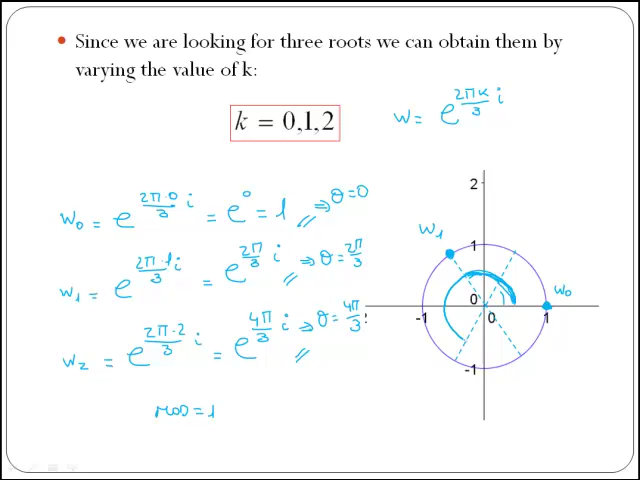 • Since we are looking for three roots we can obtain them by
varying the value of k:
k = 0,1,2
w = e^{2πk/3 i}
w₀ = e^{2π·0/3 i} = e⁰ = 1 ⇒ θ=0
w₁ = e^{2π·1/3 i} = e^{2π/3 i} ⇒ θ = 2π/3
w₂ = e^{2π·2/3 i} = e^{4π/3 i} ⇒ θ = 4π/3
MOD = 1
2
w₁
1
w₀
0
2
-1
0
1
-1